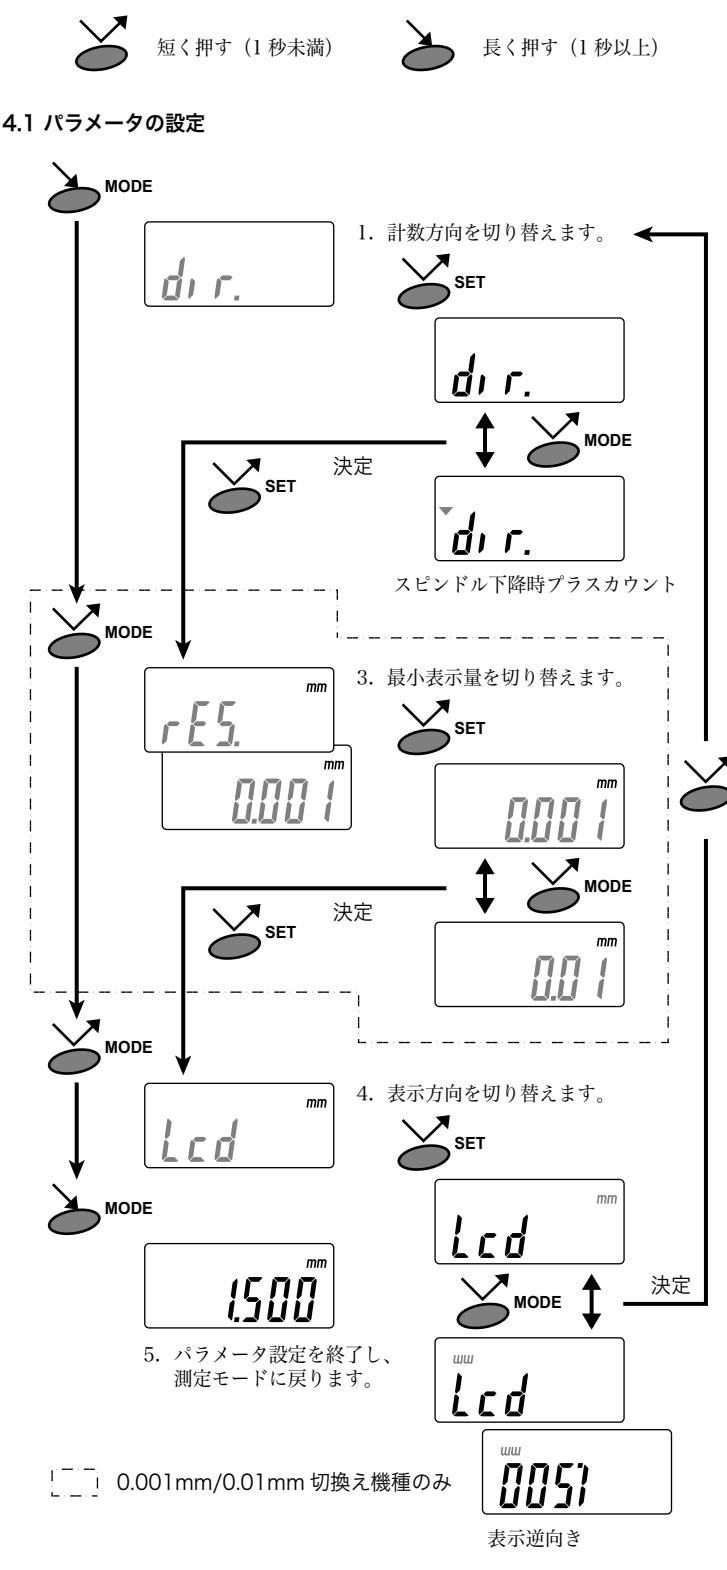 短く押す（1 秒未満）
長く押す（1 秒以上）
4.1 パラメータの設定
MODE
1. 計数方向を切り替えます。
dir.
SET
dir.
MODE
決定
SET
dir.
スピンドル下降時プラスカウント
MODE
3. 最小表示量を切り替えます。
mm
rES.
SET
mm
0.001
mm
0.001
MODE
決定
SET
mm
0.01
MODE
4. 表示方向を切り替えます。
mm
Lcd
SET
MODE
mm
Lcd
mm
1.500
MODE
決定
5. パラメータ設定を終了し、
測定モードに戻ります。
mm
Lcd
mm
1.500
0.001mm/0.01mm 切換え機種のみ
表示逆向き